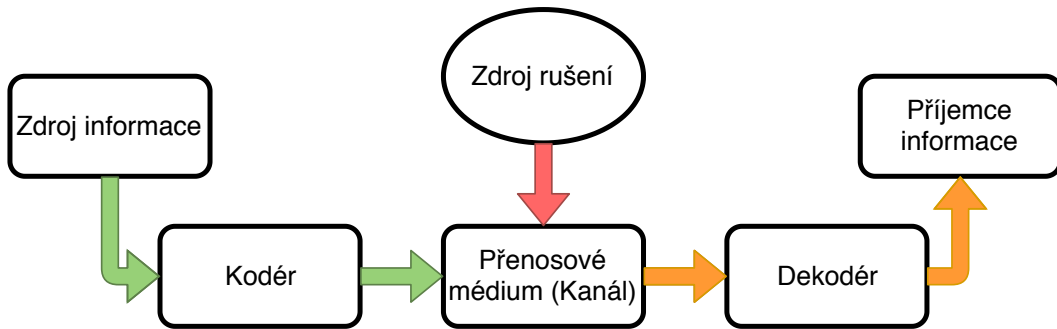 Zdroj informace
Zdroj rušení
Příjemce
informace
Kodér
Přenosové
médium (Kanál)
Dekodér